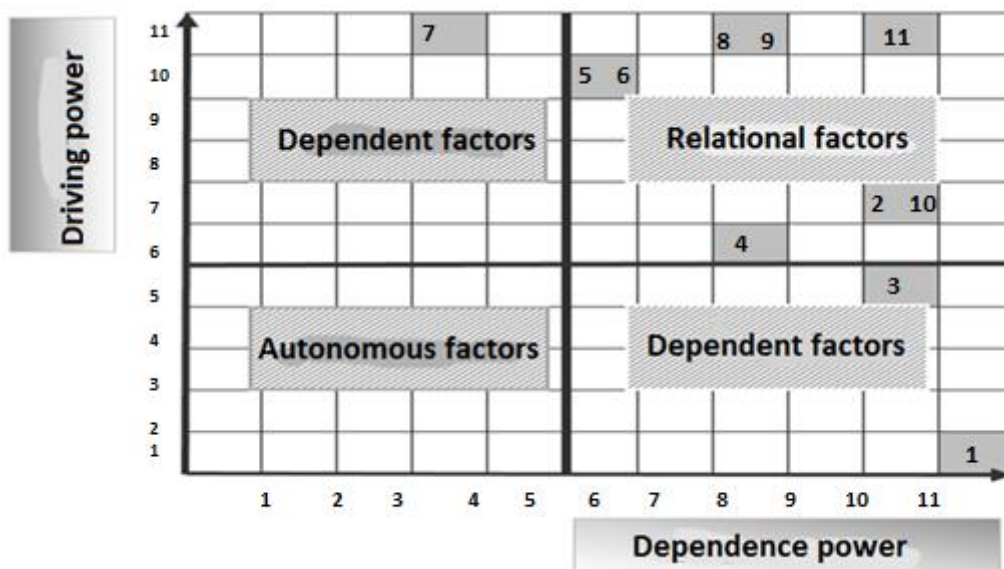 11 7 8 9 11
10 5 6
9
Dependent factors Relational factors
8
7 2 10
6 4
5 3
4
Autonomous factors Dependent factors
3
2
1 1
1 2 3 4 5 6 7 8 9 10 11
Driving power
Dependence power